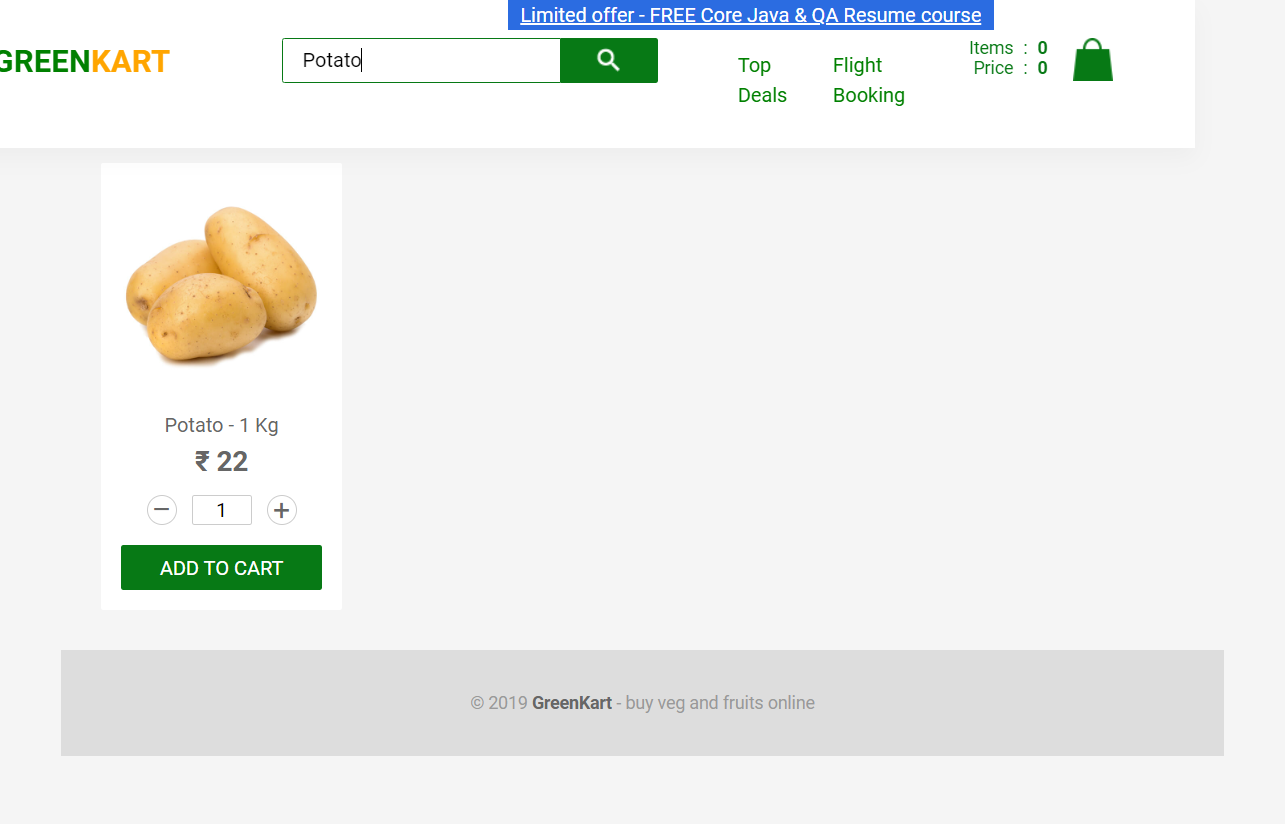 Limited offer - FREE Core Java & QA Resume course
GREENKART
Potato
Top
Deals
Flight
Booking
Items : 0
Price : 0
Potato - 1 Kg
₹ 22
1
ADD TO CART
© 2019 GreenKart - buy veg and fruits online